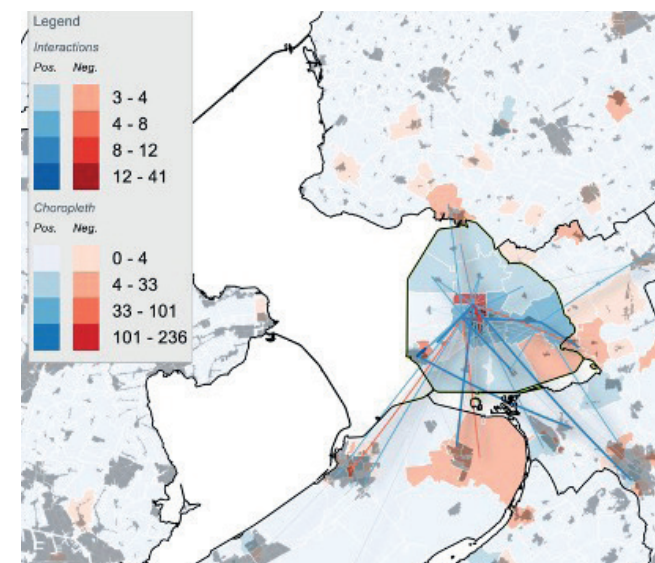 Legend
Interactions
Pos. Neg.
3 - 4
4 - 8
8 - 12
12 - 41
Choropleth
Pos. Neg.
0 - 4
4 - 33
33 - 101
101 - 236